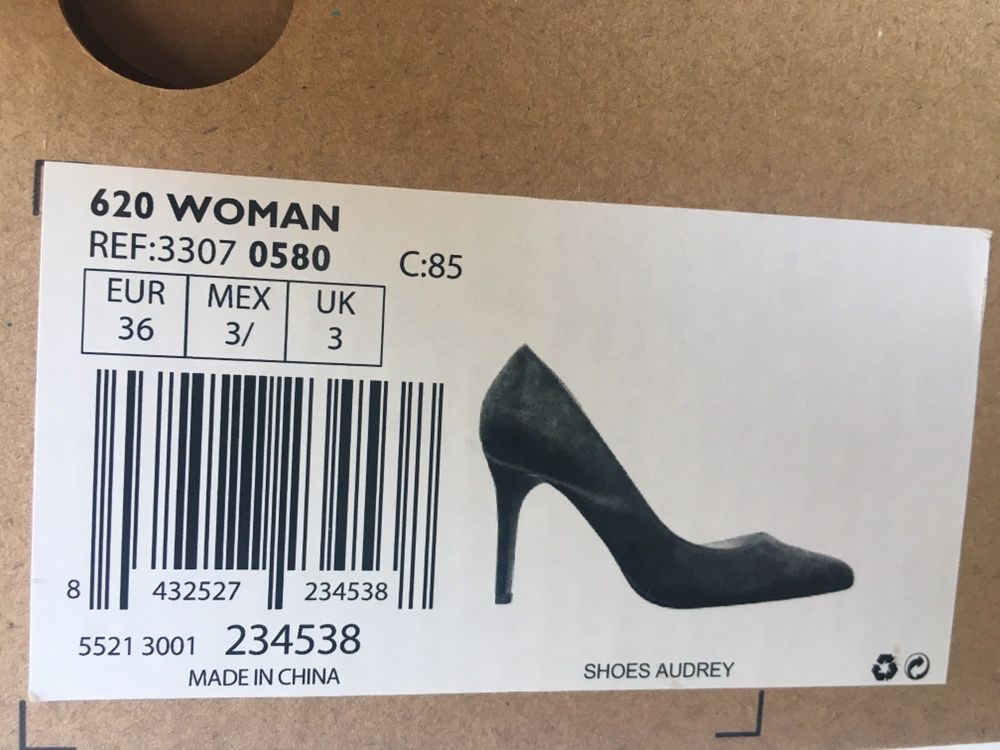 620 WOMAN
REF:3307 0580 C:85
EUR MEX UK
36 3/ 3
8 432527 234538
5521 3001 234538
MADE IN CHINA
SHOES AUDREY